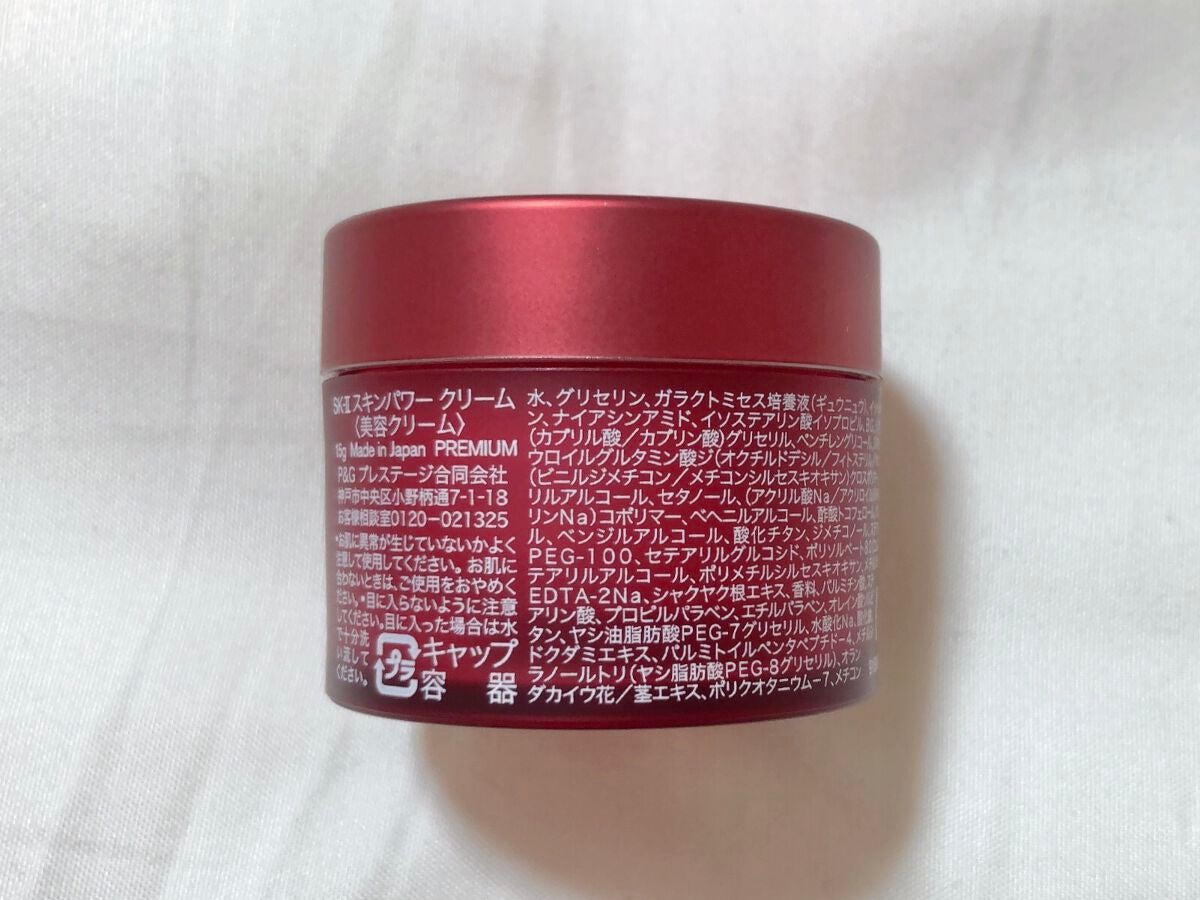 SK-II スキンパワー クリーム
〈美容クリーム〉
15g Made in Japan PREMIUM
P&G プレステージ合同会社
神戸市中央区小野柄通7-1-18
お客様相談室0120-021325
*お肌に異常が生じていないかよく
注意して使用してください。お肌に
合わないときは、ご使用をおやめく
ださい。*目に入らないように注意
してください。目に入った場合は水
で十分洗
い流して
ください。
プラ
キャップ
容器
水、グリセリン、ガラクトミセス培養液(ギュウニュウ)、
ン、ナイアシンアミド、イソステアリン酸イソプロピル、BG、
(カプリル酸/カプリン酸)グリセリル、ペンチレングリコール、
ウロイルグルタミン酸ジ(オクチルドデシル/フィトステリル/
(ビニルジメチコン/メチコンシルセスキオキサン)クロスポリ
リルアルコール、セタノール、(アクリル酸Na/アクリロイル
リンNa)コポリマー、ベヘニルアルコール、酢酸トコフェロール、
ル、ベンジルアルコール、酸化チタン、ジメチコノール、
PEG-100、セテアリルグルコシド、ポリソルベート
テアリルアルコール、ポリメチルシルセスキオキサン、
EDTA-2Na、シャクヤク根エキス、香料、パルミチン酸、
アリン酸、プロピルパラベン、エチルパラベン、オレイン酸
タン、ヤシ油脂肪酸PEG-7グリセリル、水酸化Na、
ドクダミエキス、パルミトイルペンタペプチド-4、
ラノールトリ(ヤシ脂肪酸PEG-8グリセリル)、オラン
ダカイウ花/茎エキス、ポリクオタニウム-7、メチコン